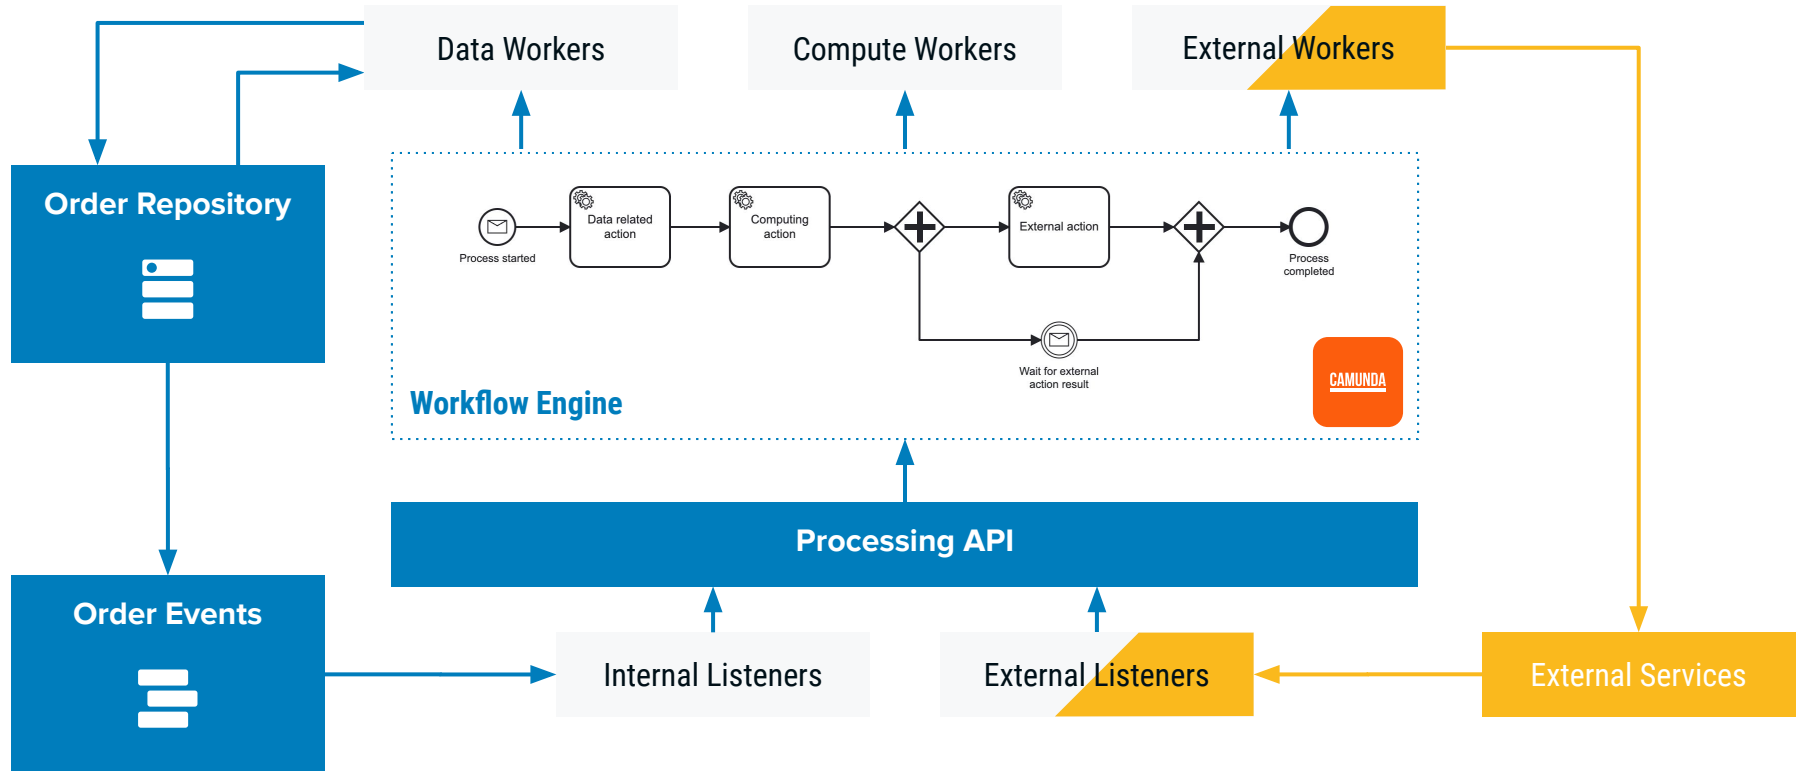 Data Workers
Compute Workers
External Workers
Order Repository
Process started
Data related
action
Computing
action
External action
Process
completed
Wait for external
action result
Workflow Engine
CAMUNDA
Processing API
Order Events
Internal Listeners
External Listeners
External Services